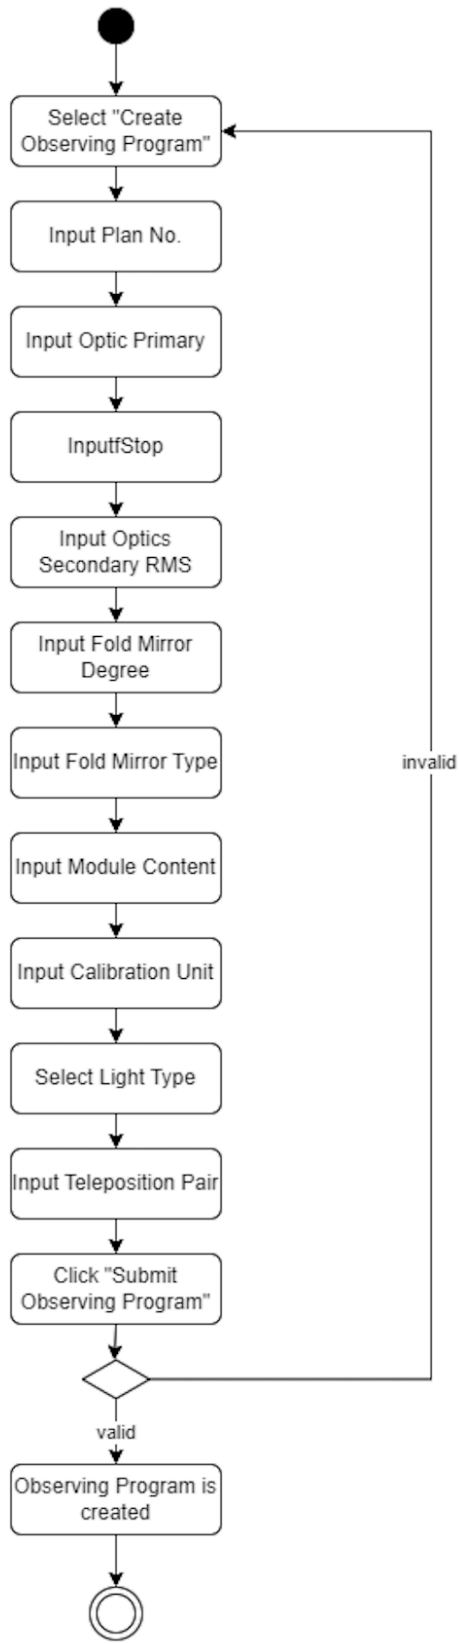 Select "Create
Observing Program"
Input Plan No.
Input Optic Primary
InputfStop
Input Optics
Secondary RMS
Input Fold Mirror
Degree
Input Fold Mirror Type
invalid
Input Module Content
Input Calibration Unit
Select Light Type
Input Teleposition Pair
Click "Submit
Observing Program"
valid
Observing Program is
created